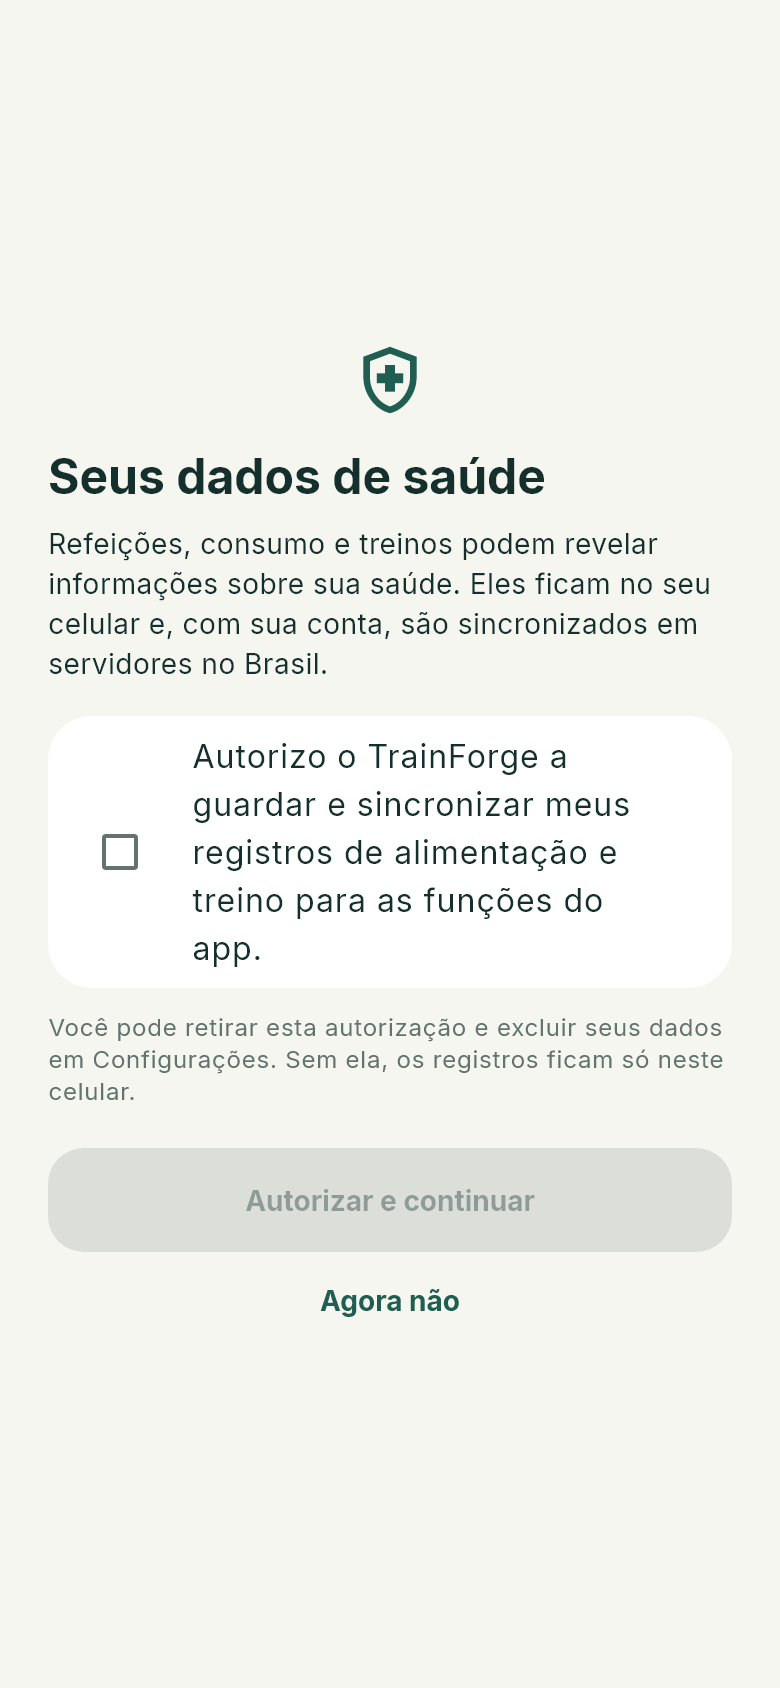 Seus dados de saúde
Refeições, consumo e treinos podem revelar
informações sobre sua saúde. Eles ficam no seu
celular e, com sua conta, são sincronizados em
servidores no Brasil.
Autorizo o TrainForge a
guardar e sincronizar meus
registros de alimentação e
treino para as funções do
app.
Você pode retirar esta autorização e excluir seus dados
em Configurações. Sem ela, os registros ficam só neste
celular.
Autorizar e continuar
Agora não